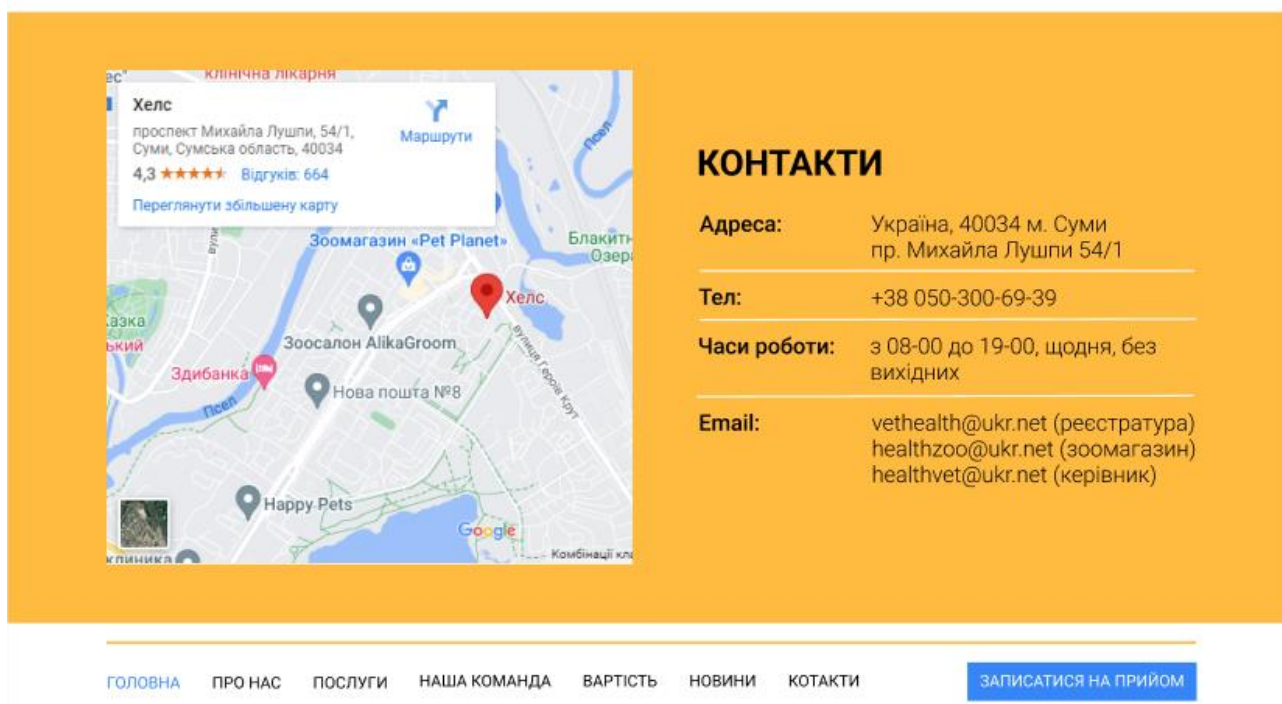 клінічна лікарня
Хелс
проспект Михайла Лушпи, 54/1,
Суми, Сумська область, 40034
4,3 Відгуків: 664
Переглянути збільшену карту
Маршрути
Псел
Зоомагазин «Pet Planet»
Хелс
Зоосалон AlikaGroom
Здибанка
Нова пошта №8
вулиця Героїв Крут
Псел
Happy Pets
Google
КОНТАКТИ
Адреса: Україна, 40034 м. Суми
пр. Михайла Лушпи 54/1
Тел: +38 050-300-69-39
Часи роботи: з 08-00 до 19-00, щодня, без
вихідних
Email: vethealth@ukr.net (реєстратура)
healthzoo@ukr.net (зоомагазин)
healthvet@ukr.net (керівник)
ГОЛОВНА ПРО НАС ПОСЛУГИ НАША КОМАНДА ВАРТІСТЬ НОВИНИ КОТАКТИ ЗАПИСАТИСЯ НА ПРИЙОМ